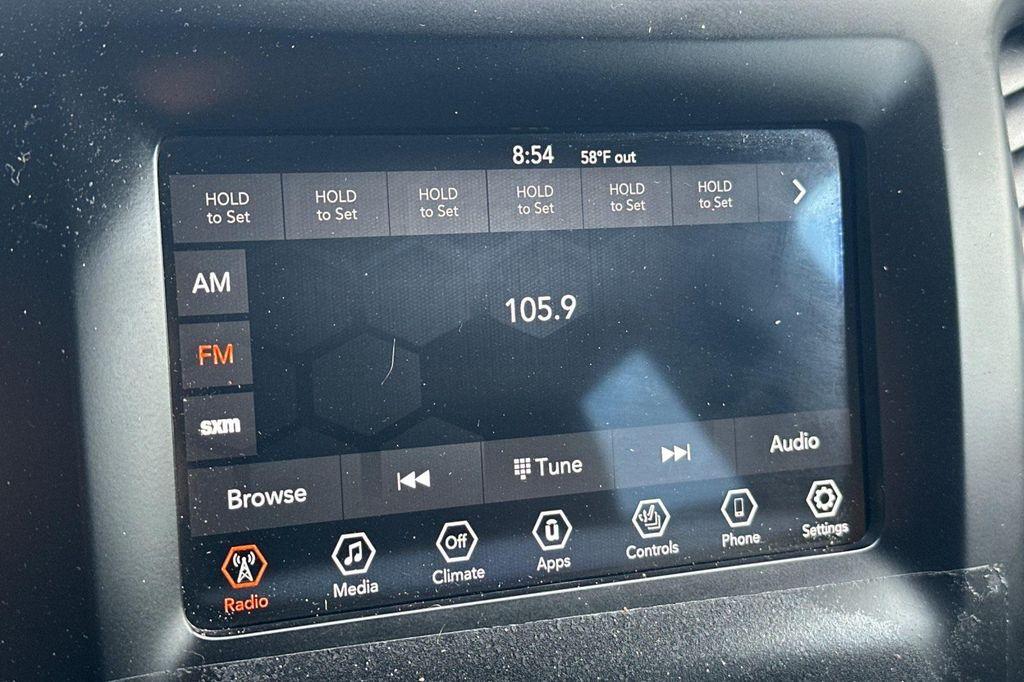 8:54 58°F out
HOLD HOLD HOLD HOLD HOLD HOLD
to Set to Set to Set to Set to Set to Set
AM
105.9
FM
sxm
Browse Tune Audio
Off
Radio Media Climate Apps Controls Phone Settings